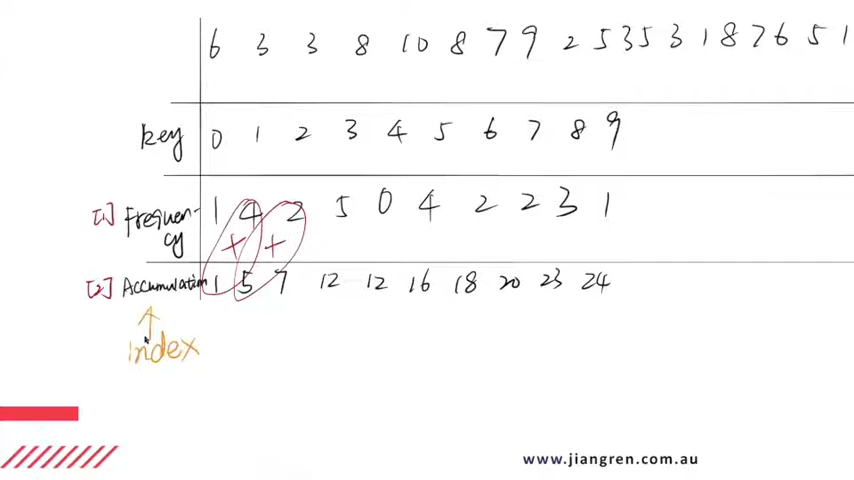 6 3 3 8 10 8 7 9 2 5 3 5 3 1 8 7 6 5 1
key 0 1 2 3 4 5 6 7 8 9
[1] Frequen-
cy 1 4 2 5 0 4 2 2 3 1
+ +
[2] Accumulation 1 5 7 12 12 16 18 20 23 24
index
www.jiangren.com.au